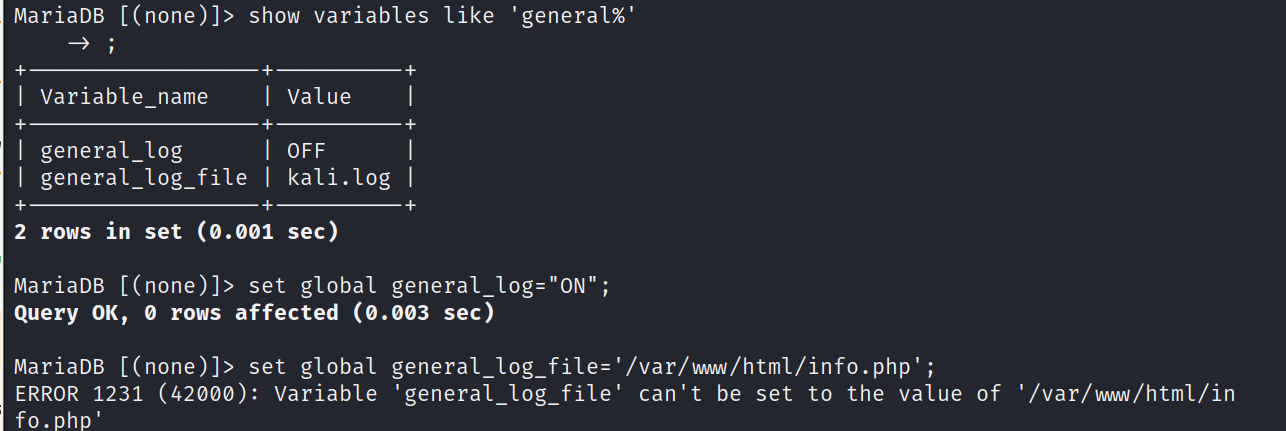 MariaDB [(none)]> show variables like 'general%'
    -> ;
+------------------+----------+
| Variable_name    | Value    |
+------------------+----------+
| general_log      | OFF      |
| general_log_file | kali.log |
+------------------+----------+
2 rows in set (0.001 sec)
MariaDB [(none)]> set global general_log="ON";
Query OK, 0 rows affected (0.003 sec)
MariaDB [(none)]> set global general_log_file='/var/www/html/info.php';
ERROR 1231 (42000): Variable 'general_log_file' can't be set to the value of '/var/www/html/in
fo.php'